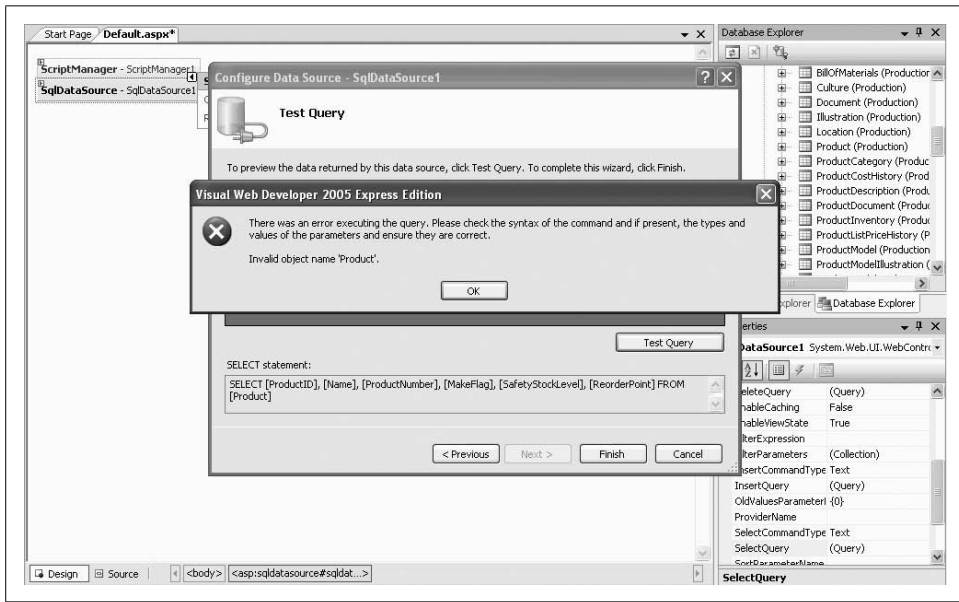 Start Page Default.aspx*
ScriptManager - ScriptManager1
SqlDataSource - SqlDataSource1
Configure Data Source - SqlDataSource1
Test Query
To preview the data returned by this data source, click Test Query. To complete this wizard, click Finish.
Visual Web Developer 2005 Express Edition
There was an error executing the query. Please check the syntax of the command and if present, the types and
values of the parameters and ensure they are correct.
Invalid object name 'Product'.
OK
Test Query
SELECT statement:
SELECT [ProductID], [Name], [ProductNumber], [MakeFlag], [SafetyStockLevel], [ReorderPoint] FROM
[Product]
< Previous Next > Finish Cancel
Design Source <body> <asp:sqldatasource#sqldat...>
Database Explorer
BillOfMaterials (Production
Culture (Production)
Document (Production)
Illustration (Production)
Location (Production)
Product (Production)
ProductCategory (Produc
ProductCostHistory (Prod
ProductDescription (Produ
ProductDocument (Produc
ProductInventory (Produc
ProductListPriceHistory (P
ProductModel (Production
ProductModelIllustration (
xplorer Database Explorer
erties
DataSource1 System.Web.UI.WebContro
DeleteQuery (Query)
EnableCaching False
EnableViewState True
FilterExpression
FilterParameters (Collection)
InsertCommandType Text
InsertQuery (Query)
OldValuesParameterF {0}
ProviderName
SelectCommandType Text
SelectQuery (Query)
SortParameterName
SelectQuery